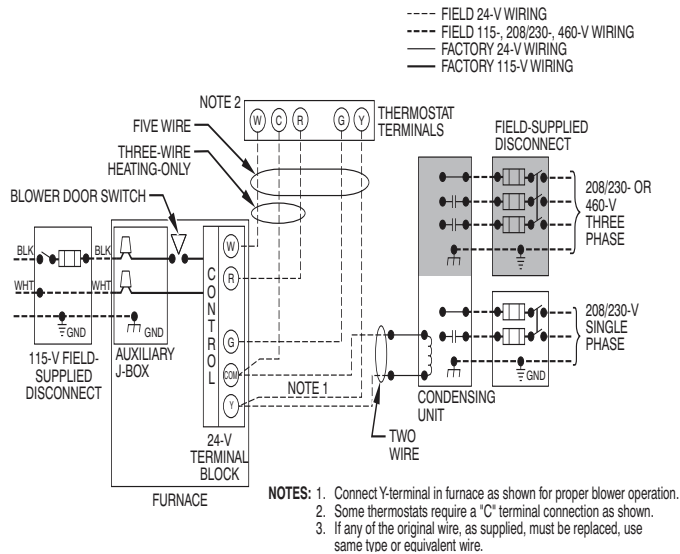 FIELD 24-V WIRING
FIELD 115-, 208/230-, 460-V WIRING
FACTORY 24-V WIRING
FACTORY 115-V WIRING
NOTE 2
W C R G Y
THERMOSTAT
TERMINALS
FIVE WIRE
THREE-WIRE
HEATING-ONLY
BLOWER DOOR SWITCH
FIELD-SUPPLIED
DISCONNECT
208/230- OR
460-V
THREE
PHASE
BLK
BLK
WHT
WHT
GND
GND
CONTROL
W
R
G
COM
Y
NOTE 1
208/230-V
SINGLE
PHASE
GND
115-V FIELD-
SUPPLIED
DISCONNECT
AUXILIARY
J-BOX
24-V
TERMINAL
BLOCK
FURNACE
CONDENSING
UNIT
TWO
WIRE
NOTES: 1. Connect Y-terminal in furnace as shown for proper blower operation.
2. Some thermostats require a "C" terminal connection as shown.
3. If any of the original wire, as supplied, must be replaced, use
same type or equivalent wire.